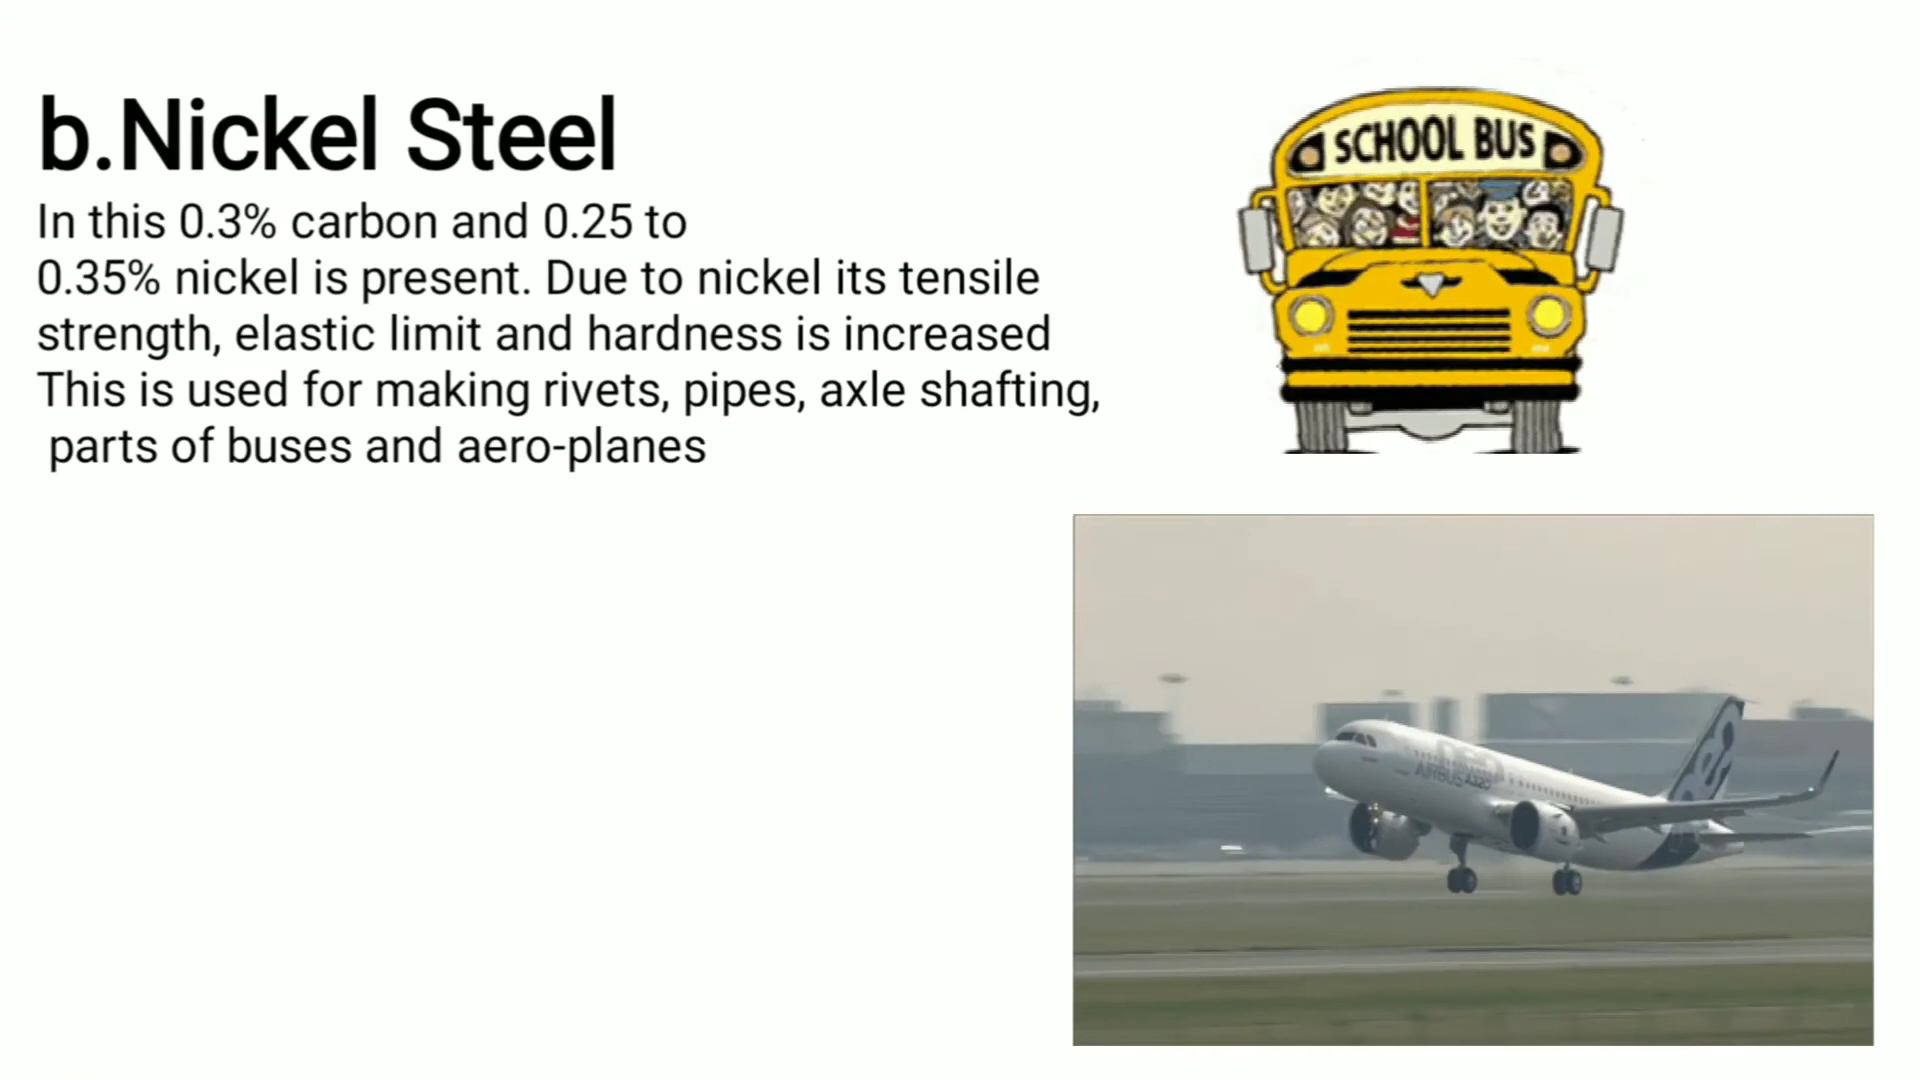 b.Nickel Steel
In this 0.3% carbon and 0.25 to
0.35% nickel is present. Due to nickel its tensile
strength, elastic limit and hardness is increased
This is used for making rivets, pipes, axle shafting,
parts of buses and aero-planes
SCHOOL BUS
AIRBUS A320